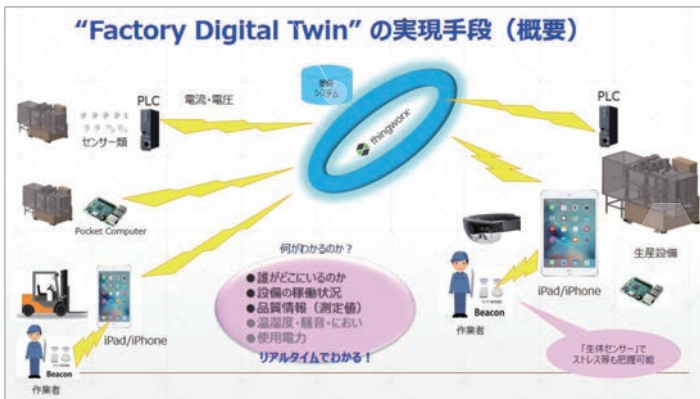 “Factory Digital Twin” の実現手段（概要）
PLC
電流・電圧
システム
thingworx
PLC
センサー類
Pocket Computer
生産設備
何がわかるのか？
●誰がどこにいるのか
●設備の稼働状況
●品質情報（測定値）
●温湿度・騒音・におい
●使用電力
リアルタイムでわかる！
iPad/iPhone
Beacon
作業者
iPad/iPhone
Beacon
作業者
「生体センサー」で
ストレス等も把握可能